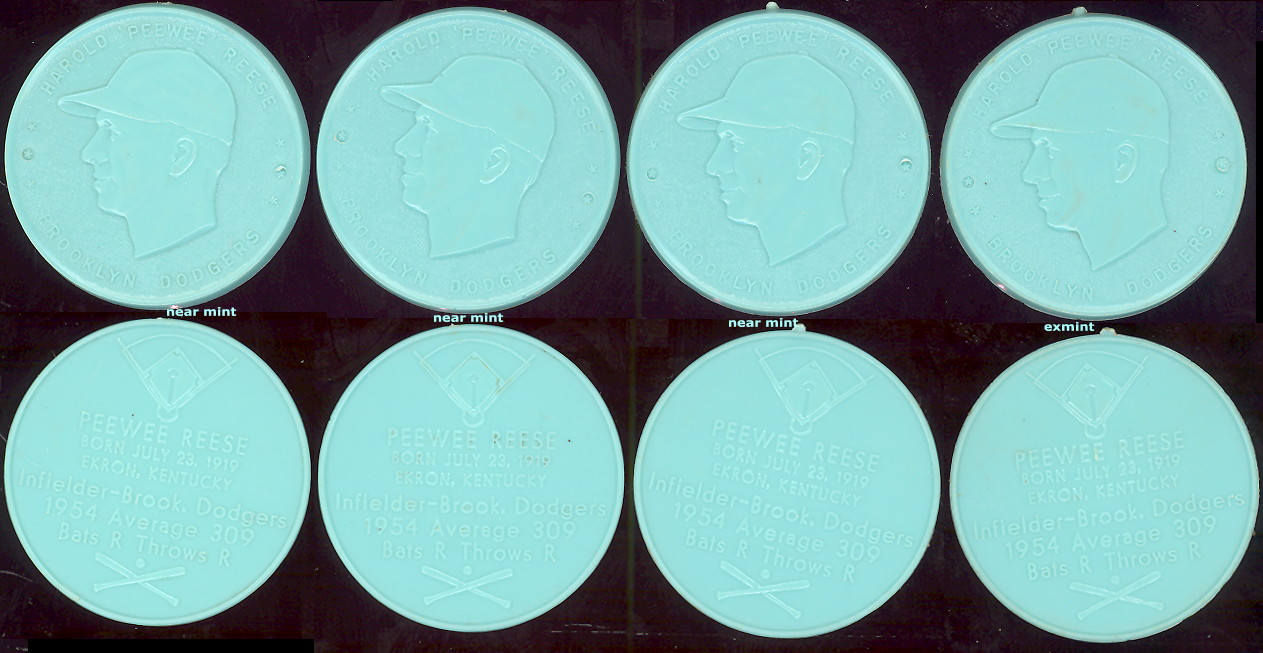 HAROLD "PEEWEE" REESE
BROOKLYN DODGERS
HAROLD "PEEWEE" REESE
BROOKLYN DODGERS
HAROLD "PEEWEE" REESE
BROOKLYN DODGERS
HAROLD "PEEWEE" REESE
BROOKLYN DODGERS
near mint
near mint
near mint
exmint
PEEWEE REESE
BORN JULY 23, 1919
EKRON, KENTUCKY
Infielder-Brook. Dodgers
1954 Average 309
Bats R Throws R
PEEWEE REESE
BORN JULY 23, 1919
EKRON, KENTUCKY
Infielder-Brook. Dodgers
1954 Average 309
Bats R Throws R
PEEWEE REESE
BORN JULY 23, 1919
EKRON, KENTUCKY
Infielder-Brook. Dodgers
1954 Average 309
Bats R Throws R
PEEWEE REESE
BORN JULY 23, 1919
EKRON, KENTUCKY
Infielder-Brook. Dodgers
1954 Average 309
Bats R Throws R